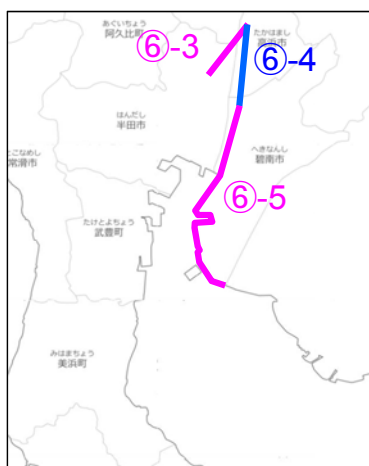 あぐいちょう
阿久比町
たかはまし
高浜市
⑥-3
⑥-4
はんだし
半田市
とこなめし
常滑市
へきなんし
碧南市
⑥-5
たけとよちょう
武豊町
みはまちょう
美浜町